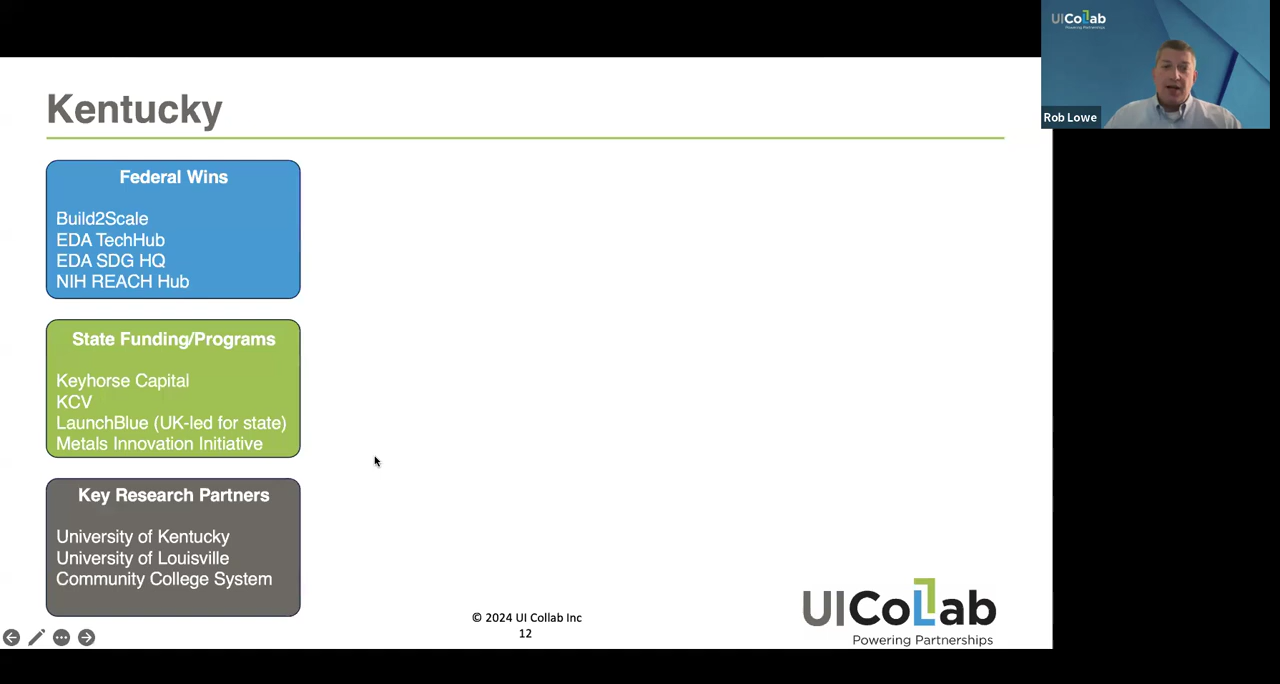 Kentucky
Federal Wins
Build2Scale
EDA TechHub
EDA SDG HQ
NIH REACH Hub
State Funding/Programs
Keyhorse Capital
KCV
LaunchBlue (UK-led for state)
Metals Innovation Initiative
Key Research Partners
University of Kentucky
University of Louisville
Community College System
© 2024 UI Collab Inc
12
UICoLab
Powering Partnerships
UICoLab
Powering Partnerships
Rob Lowe